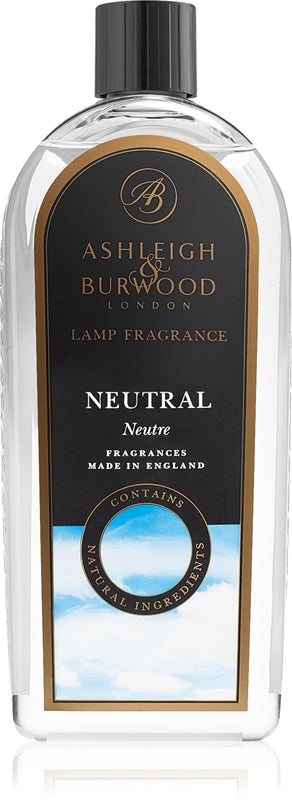 AB
ASHLEIGH
&
BURWOOD
LONDON
LAMP FRAGRANCE
NEUTRAL
Neutre
FRAGRANCES
MADE IN ENGLAND
CONTAINS
NATURAL INGREDIENTS